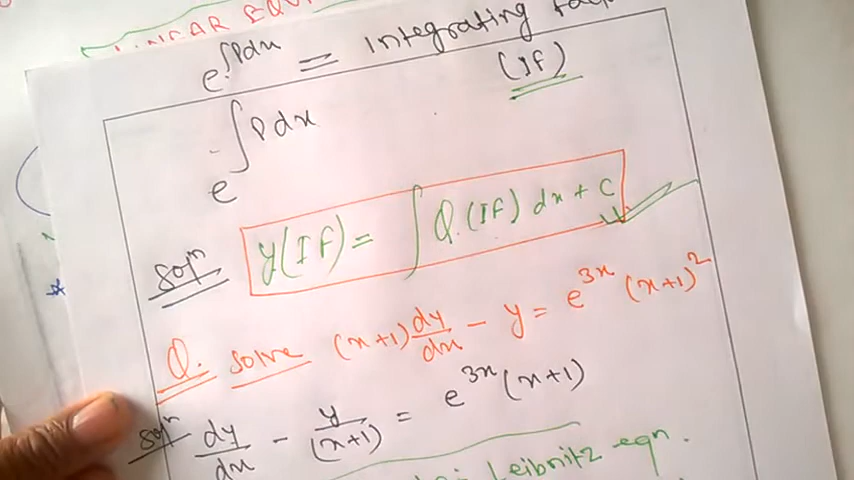 LINEAR
e^∫Pdx = Integrating
(IF)
e^∫Pdx
Solⁿ y(IF) = ∫ Q.(IF) dx + C
Q. Solve (x+1) dy/dx - y = e^3x (x+1)^2
Solⁿ dy/dx - y/(x+1) = e^3x (x+1)
Leibnitz eqn.